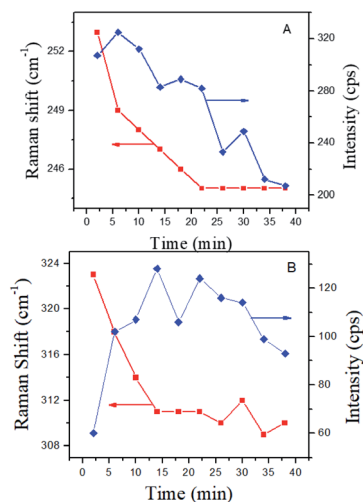 A
252
249
246
320
280
240
200
0 5 10 15 20 25 30 35 40
Raman shift (cm-1)
Intensity (cps)
Time (min)
B
324
320
316
312
308
120
100
80
60
0 5 10 15 20 25 30 35 40
Raman Shift (cm-1)
Intensity (cps)
Time (min)